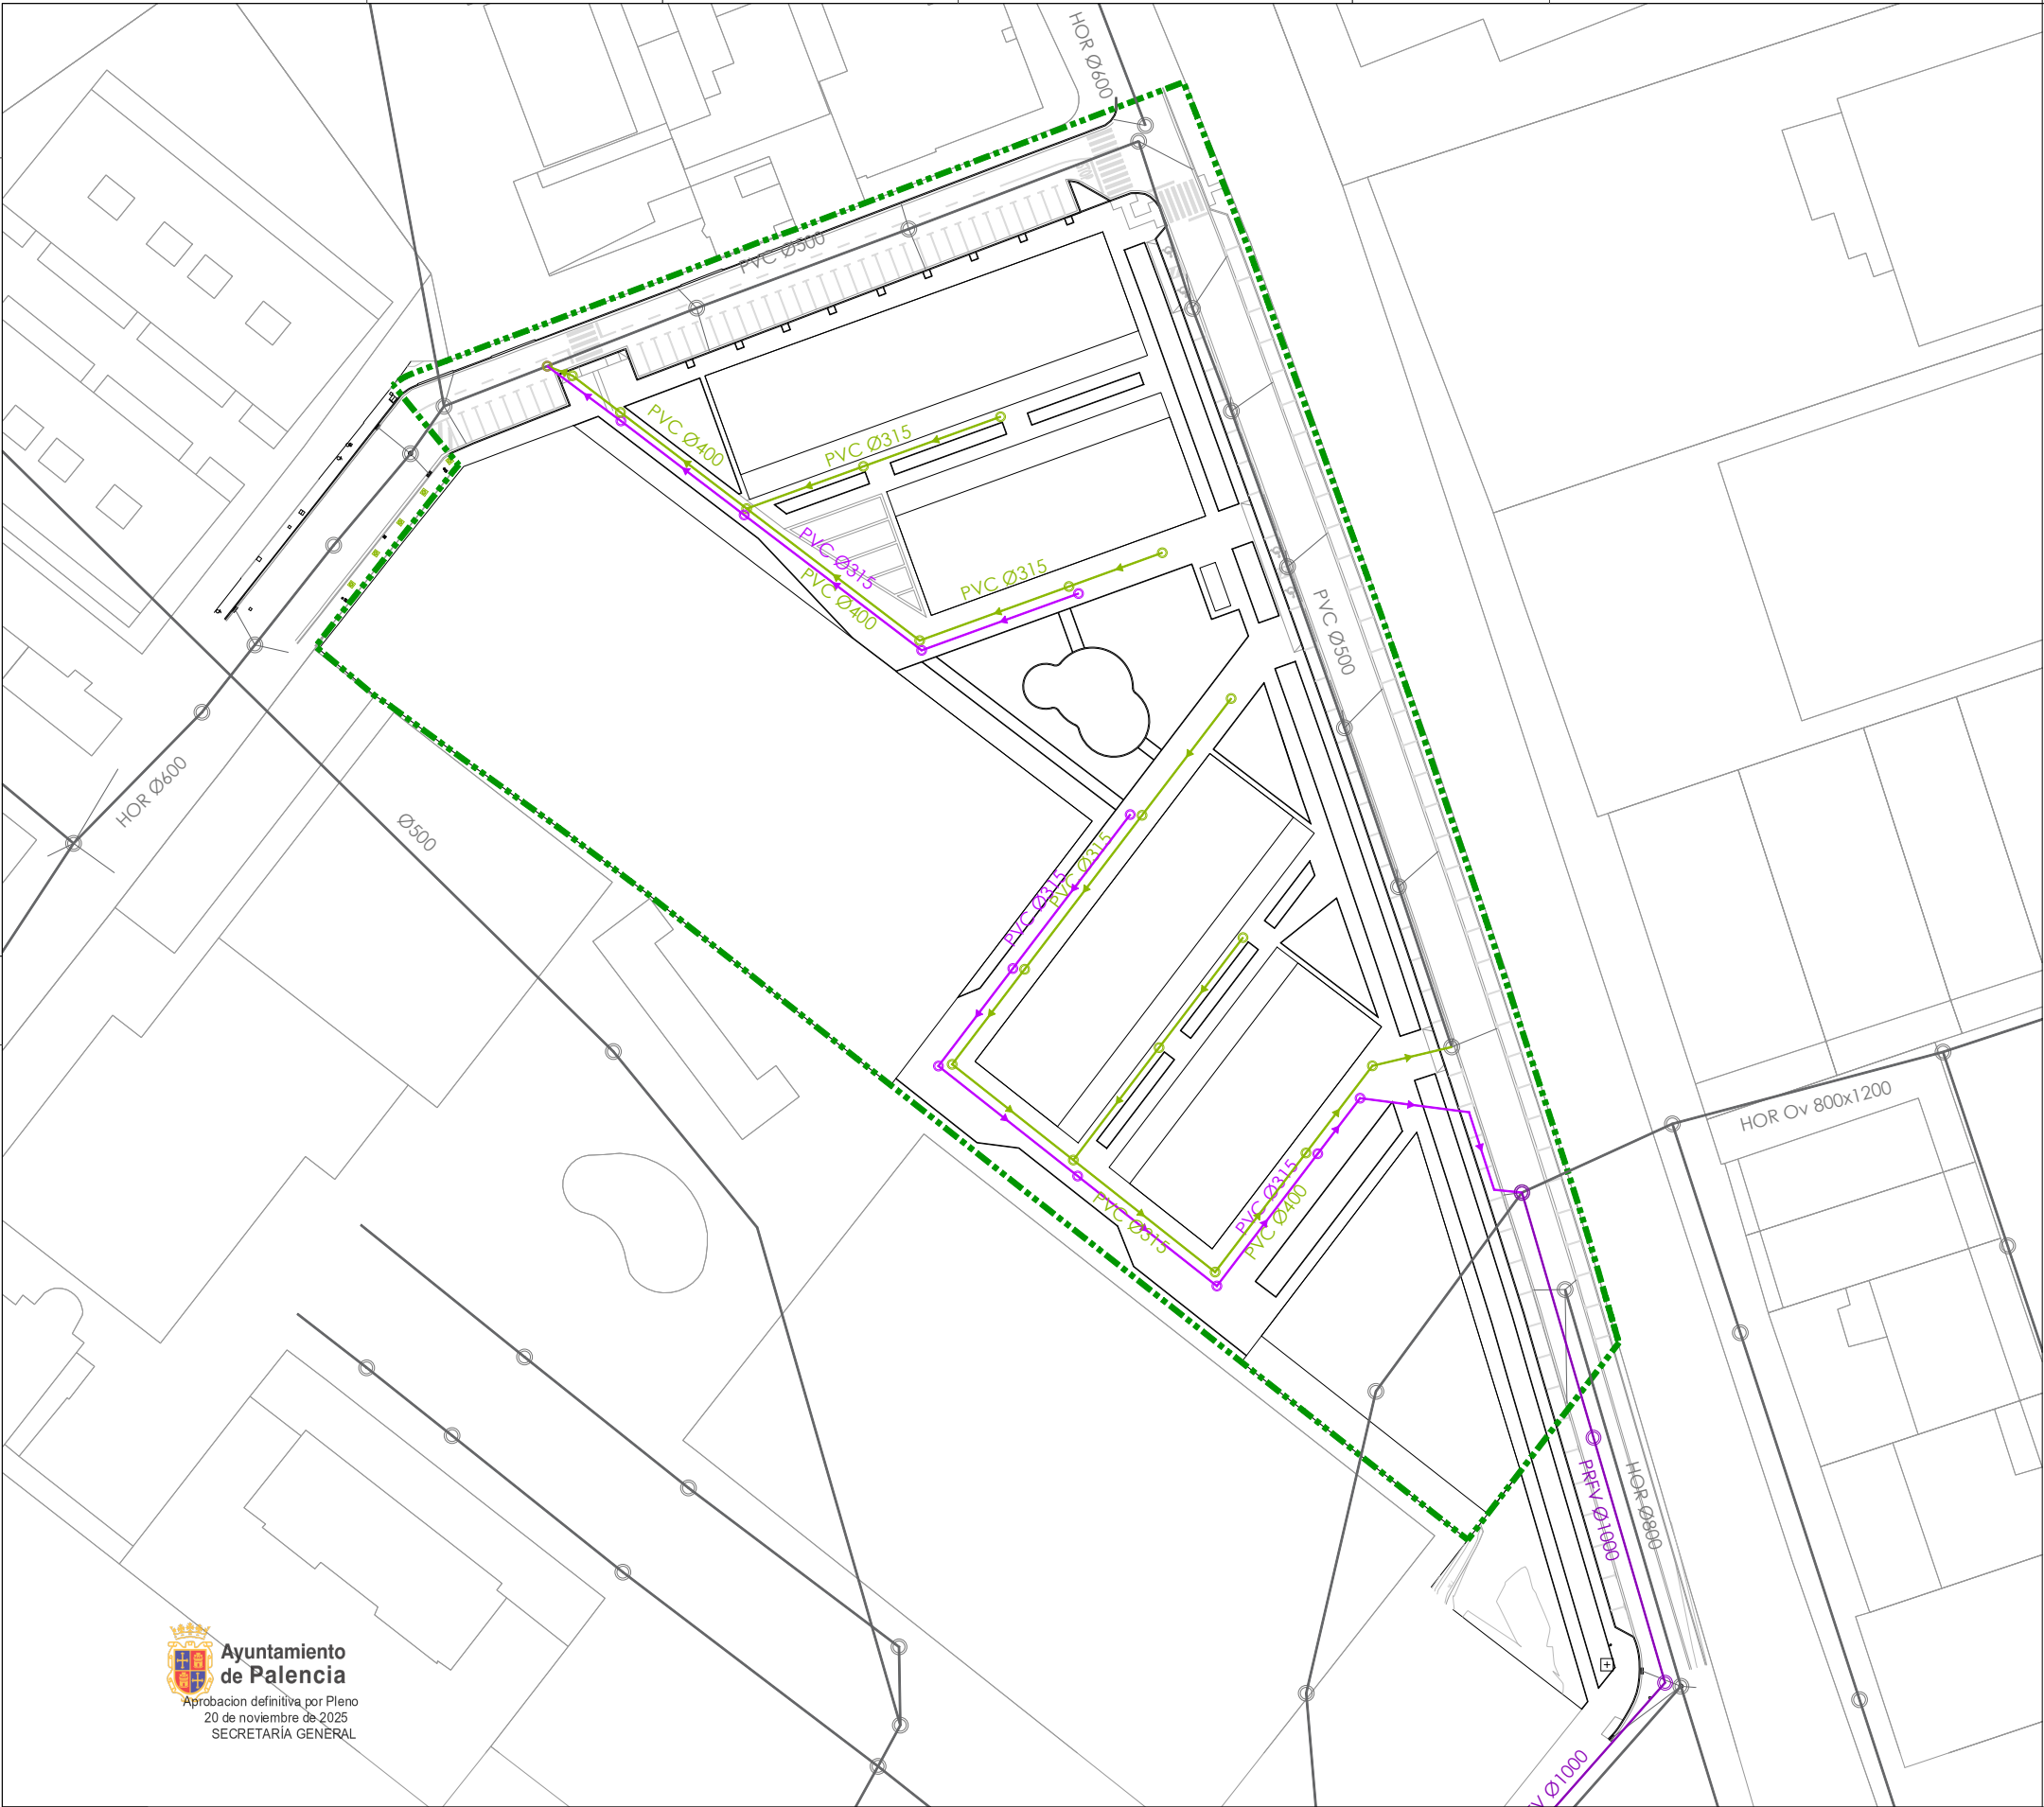 HOR Ø600
PVC Ø500
PVC Ø400
PVC Ø315
PVC Ø315
PVC Ø400
PVC Ø315
PVC Ø500
HOR Ø600
Ø500
PVC Ø315
PVC Ø315
HOR Ov 800x1200
PVC Ø315
PVC Ø315
PVC Ø400
PRFV Ø1000
HOR Ø800
V Ø1000
Ayuntamiento
de Palencia
Aprobacion definitiva por Pleno
20 de noviembre de 2025
SECRETARÍA GENERAL